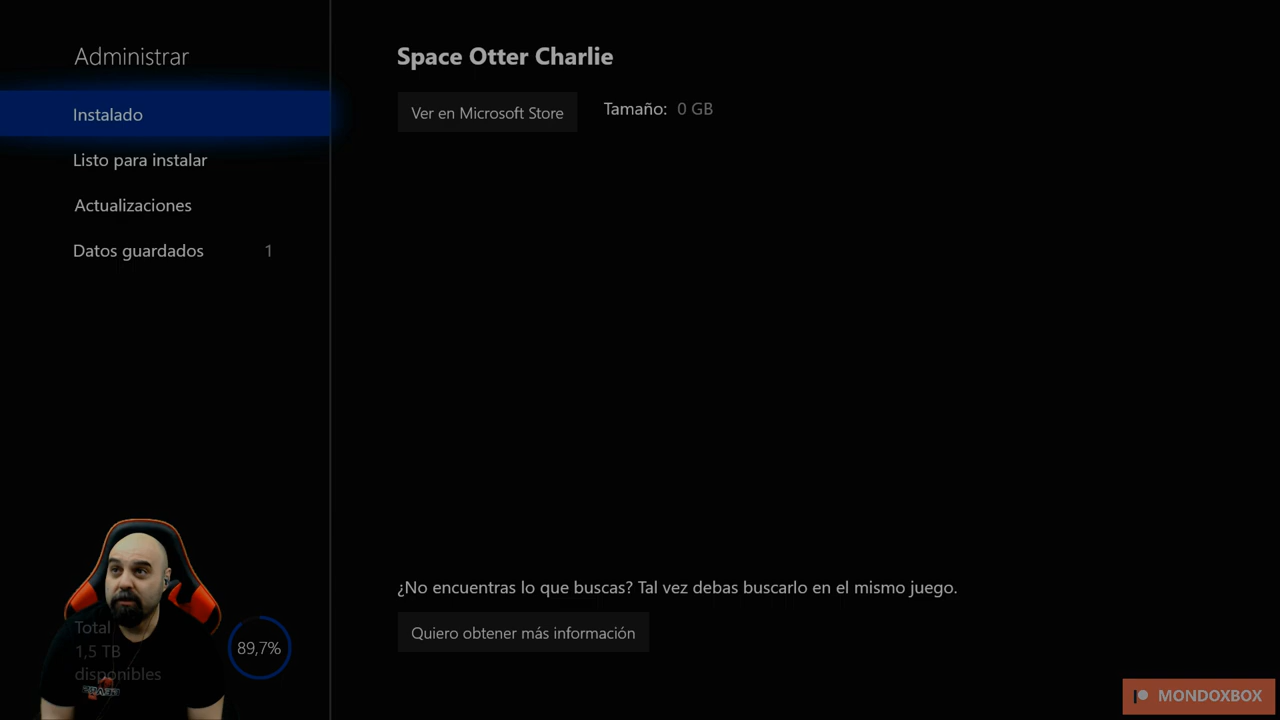 Administrar
Instalado
Listo para instalar
Actualizaciones
Datos guardados 1
Space Otter Charlie
Ver en Microsoft Store
Tamaño: 0 GB
¿No encuentras lo que buscas? Tal vez debas buscarlo en el mismo juego.
Quiero obtener más información
Total
1,5 TB
disponibles
89,7%
MONDOXBOX